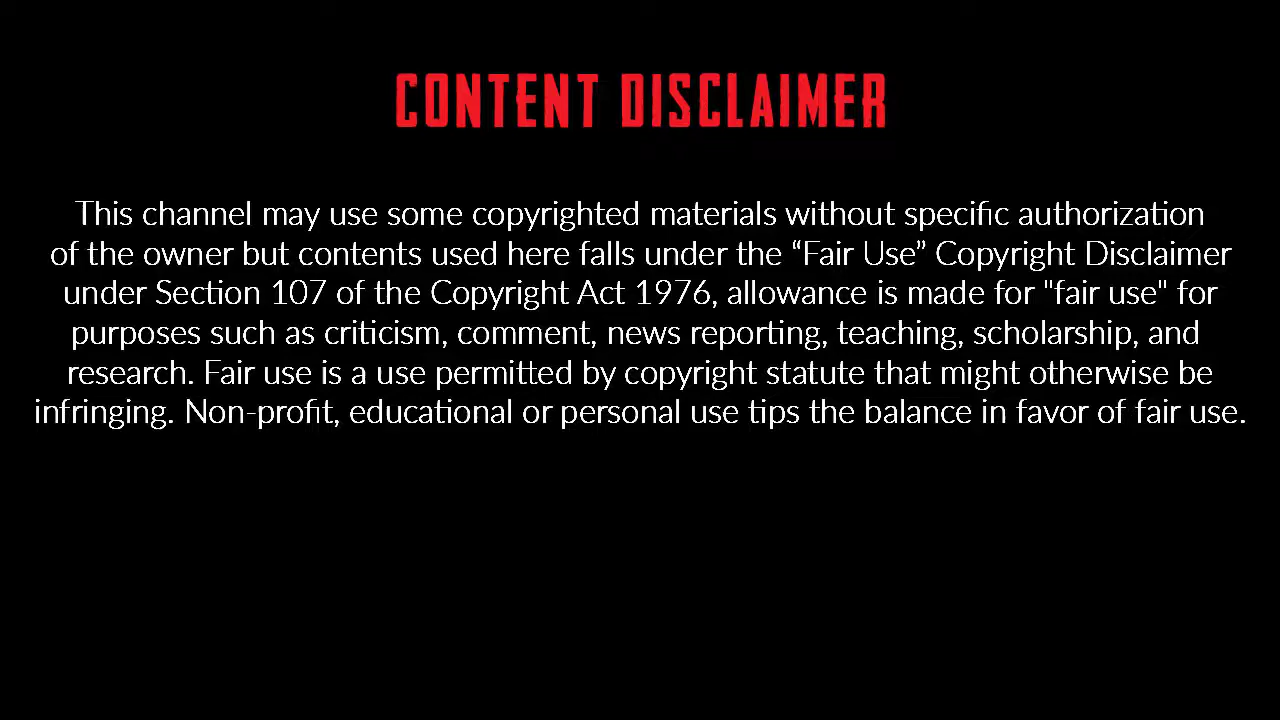 CONTENT DISCLAIMER
This channel may use some copyrighted materials without specific authorization
of the owner but contents used here falls under the “Fair Use” Copyright Disclaimer
under Section 107 of the Copyright Act 1976, allowance is made for "fair use" for
purposes such as criticism, comment, news reporting, teaching, scholarship, and
research. Fair use is a use permitted by copyright statute that might otherwise be
infringing. Non-profit, educational or personal use tips the balance in favor of fair use.